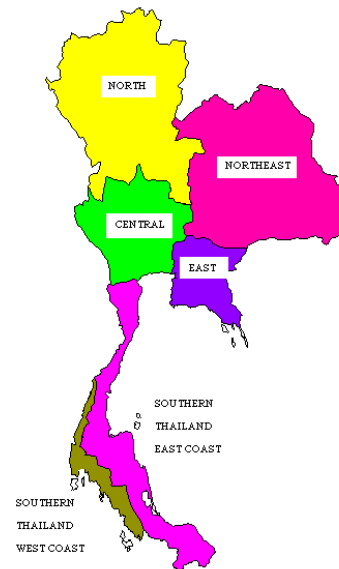 NORTH
NORTHEAST
CENTRAL
EAST
SOUTHERN
THAILAND
EAST COAST
SOUTHERN
THAILAND
WEST COAST